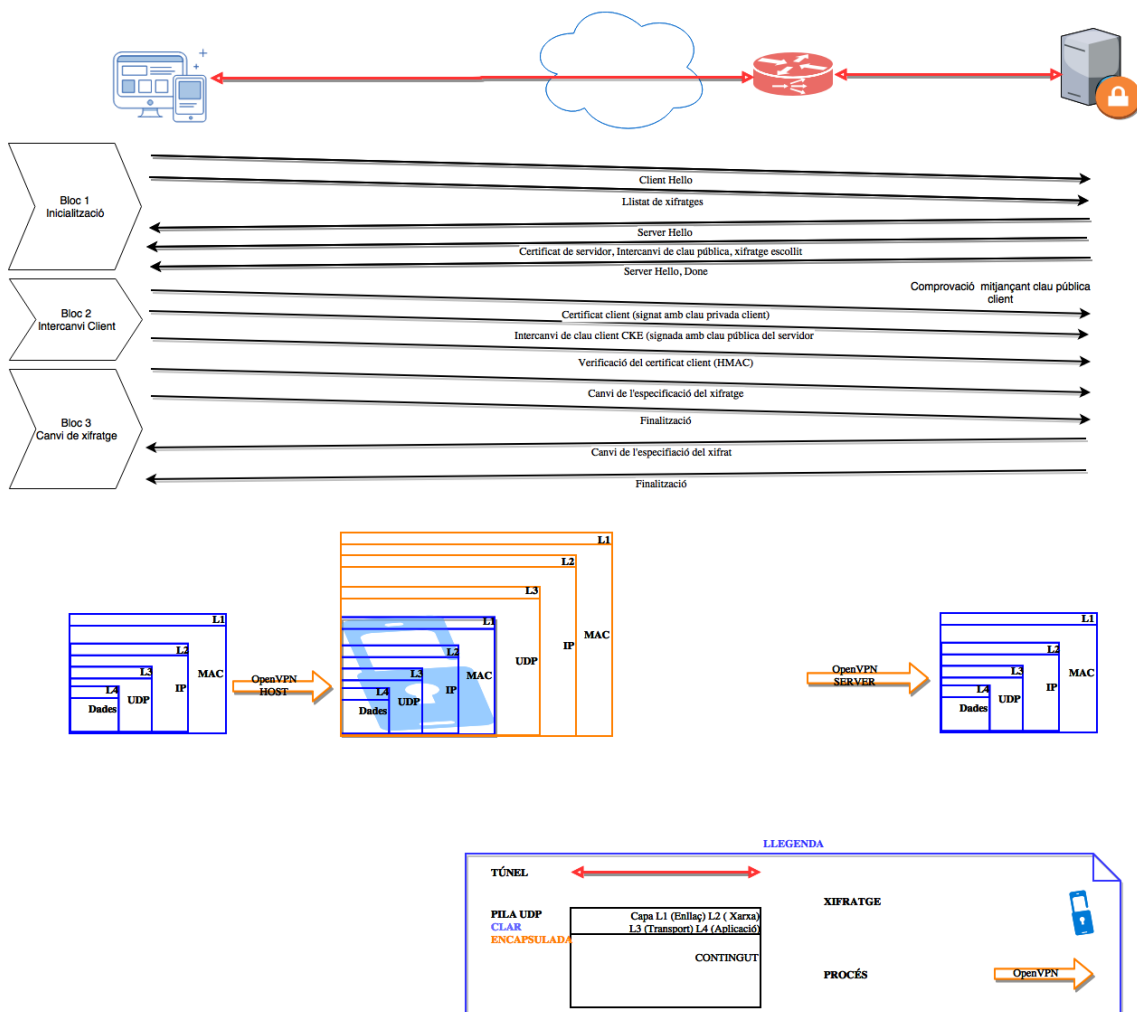 Bloc 1
Inicialització
Client Hello
Llistat de xifratges
Server Hello
Certificat de servidor, Intercanvi de clau pública, xifratge escollit
Server Hello, Done
Bloc 2
Intercanvi Client
Comprovació mitjançant clau pública
client
Certificat client (signat amb clau privada client)
Intercanvi de clau client CKE (signada amb clau pública del servidor
Verificació del certificat client (HMAC)
Bloc 3
Canvi de xifratge
Canvi de l'especificació del xifratge
Finalització
Canvi de l'especifiació del xifrat
Finalització
L1
L2
L3
L4
Dades
UDP
IP
MAC
OpenVPN
HOST
L1
L2
L3
UDP
IP
MAC
L1
L2
L3
L4
Dades
UDP
IP
MAC
OpenVPN
SERVER
L1
L2
L3
L4
Dades
UDP
IP
MAC
LLEGENDA
TÚNEL
PILA UDP
CLAR
ENCAPSULADA
Capa L1 (Enllaç) L2 ( Xarxa)
L3 (Transport) L4 (Aplicació)
CONTINGUT
XIFRATGE
PROCÉS
OpenVPN